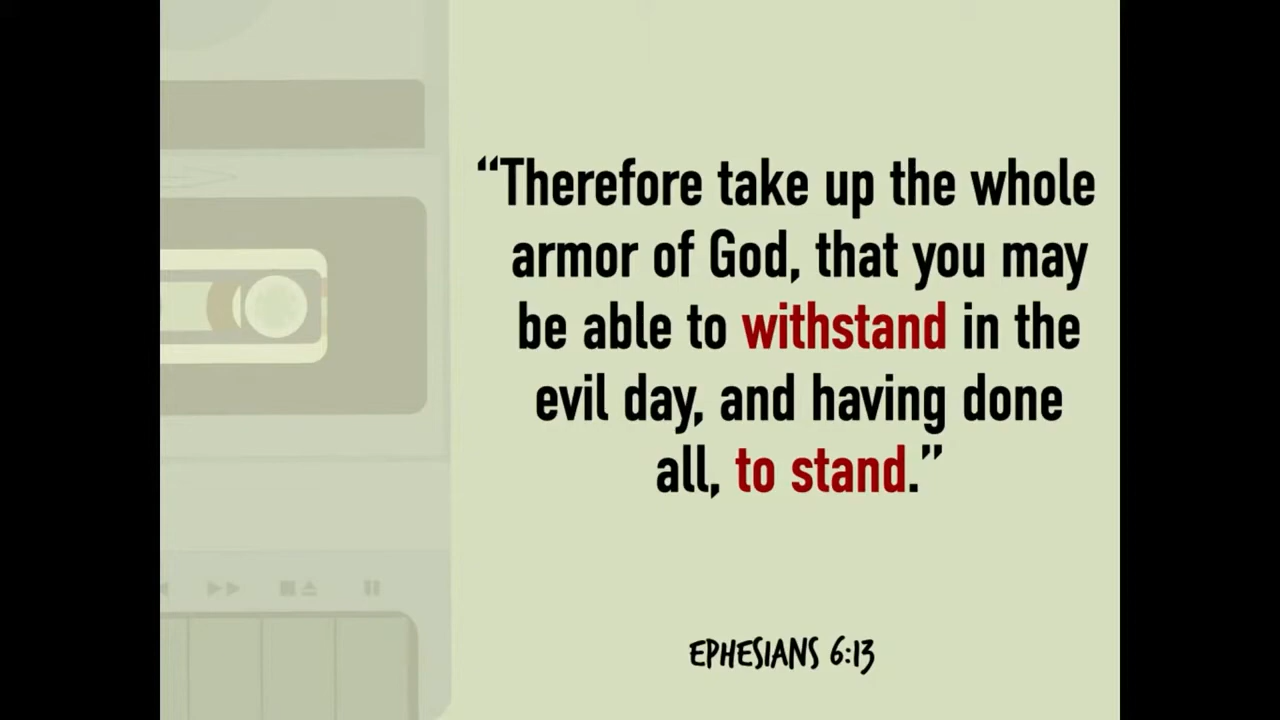 “Therefore take up the whole
armor of God, that you may
be able to withstand in the
evil day, and having done
all, to stand.”
EPHESIANS 6:13